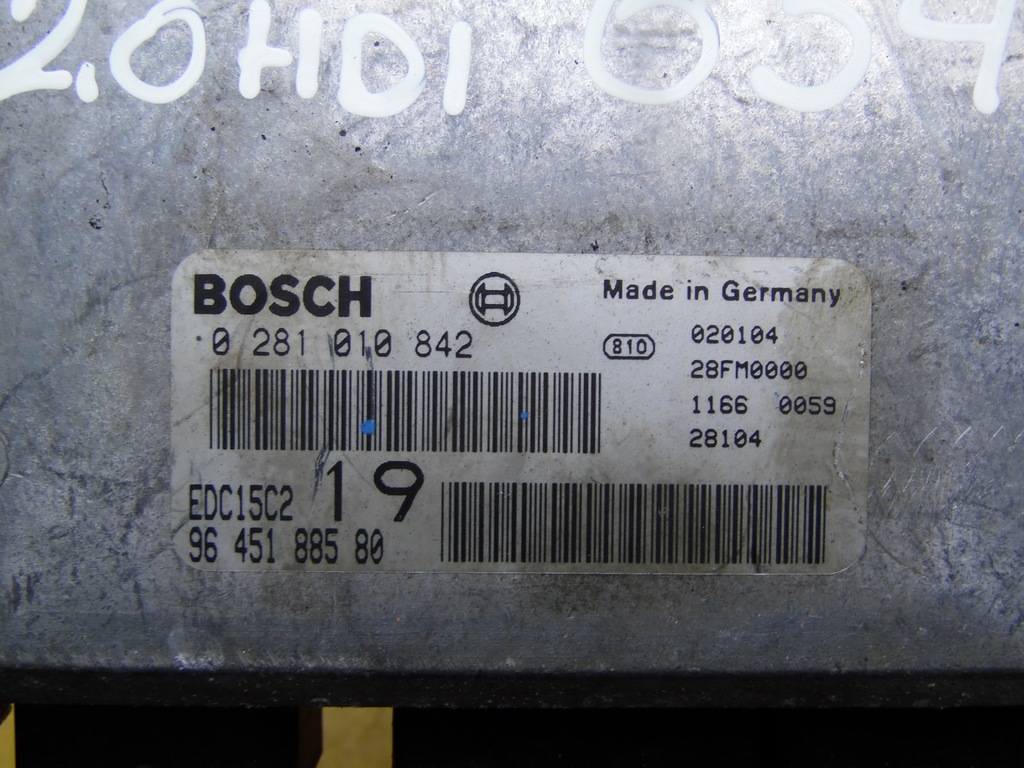 2.0HDI 654
BOSCH
Made in Germany
0 281 010 842
810
020104
28FM0000
1166 0059
28104
EDC15C2 19
96 451 885 80